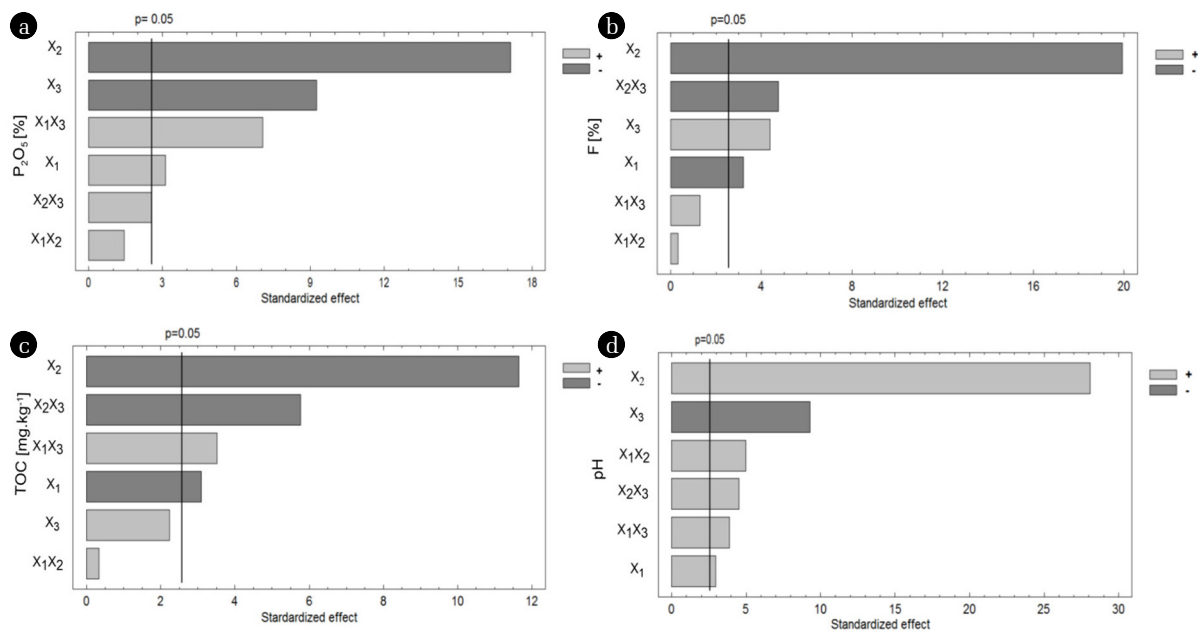 a
p= 0.05
P₂O₅ [%]
X₂
X₃
X₁X₃
X₁
X₂X₃
X₁X₂
+
-
0 3 6 9 12 15 18
Standardized effect
b
p=0.05
F [%]
X₂
X₂X₃
X₃
X₁
X₁X₃
X₁X₂
+
-
0 4 8 12 16 20
Standardized effect
c
p=0.05
TOC [mg.kg⁻¹]
X₂
X₂X₃
X₁X₃
X₁
X₃
X₁X₂
+
-
0 2 4 6 8 10 12
Standardized effect
d
p=0.05
pH
X₂
X₃
X₁X₂
X₂X₃
X₁X₃
X₁
+
-
0 5 10 15 20 25 30
Standardized effect